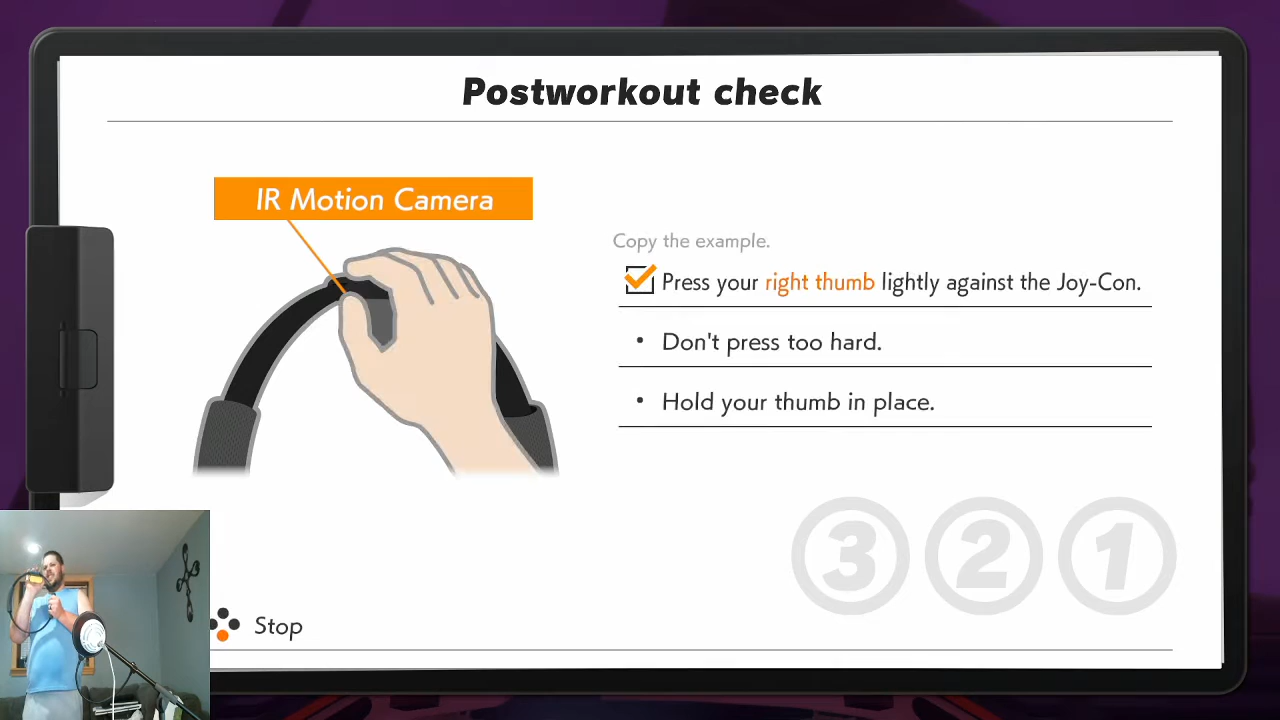 Postworkout check
IR Motion Camera
Copy the example.
Press your right thumb lightly against the Joy-Con.
• Don't press too hard.
• Hold your thumb in place.
3 2 1
Stop